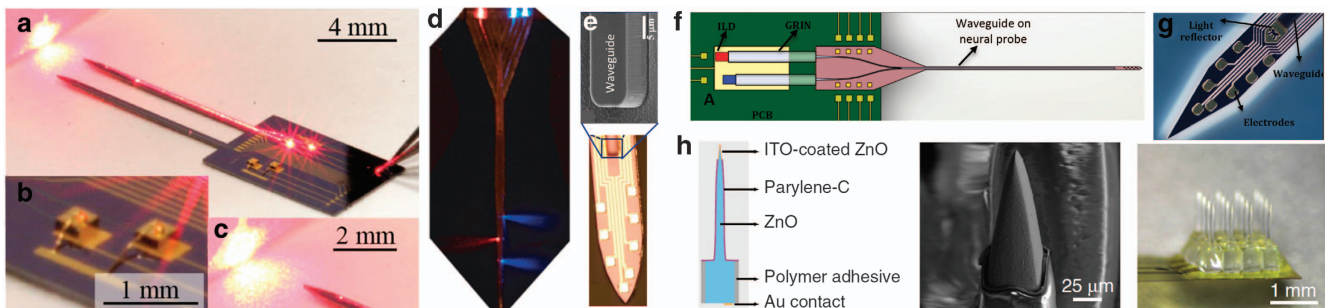 a
4 mm
b
1 mm
c
2 mm
d
e
Waveguide
5 µm
f
ILD
GRIN
Waveguide on
neural probe
A
PCB
g
Light
reflector
Waveguide
Electrodes
h
ITO-coated ZnO
Parylene-C
ZnO
Polymer adhesive
Au contact
25 µm
1 mm